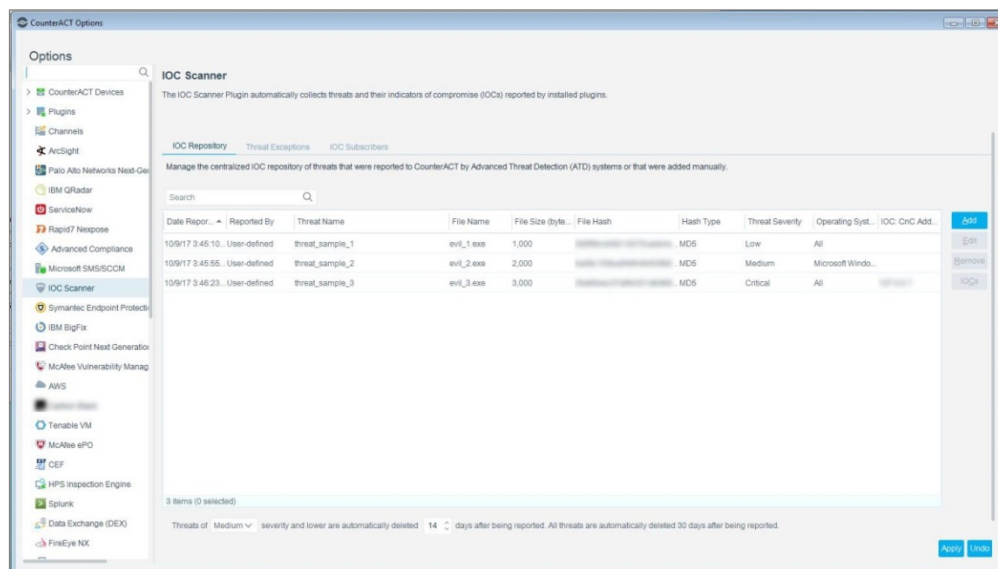 CounterACT Options
Options
CounterACT Devices
Plugins
Channels
ArcSight
Palo Alto Networks Next-Ge
IBM QRadar
ServiceNow
Rapid7 Nexpose
Advanced Compliance
Microsoft SMS/SCCM
IOC Scanner
Symantec Endpoint Protecti
IBM BigFix
Check Point Next Generatio
McAfee Vulnerability Manag
AWS
Tenable VM
McAfee ePO
CEF
HPS Inspection Engine
Splunk
Data Exchange (DEX)
FireEye NX
IOC Scanner
The IOC Scanner Plugin automatically collects threats and their indicators of compromise (IOCs) reported by installed plugins.
IOC Repository Threat Exceptions IOC Subscribers
Manage the centralized IOC repository of threats that were reported to CounterACT by Advanced Threat Detection (ATD) systems or that were added manually.
Search
Date Repor... Reported By Threat Name File Name File Size (byte... File Hash Hash Type Threat Severity Operating Syst... IOC: CnC Add...
10/9/17 3:45:10... User-defined threat_sample_1 evil_1.exe 1,000 MD5 Low All
10/9/17 3:45:55... User-defined threat_sample_2 evil_2.exe 2,000 MD5 Medium Microsoft Windo...
10/9/17 3:46:23... User-defined threat_sample_3 evil_3.exe 3,000 MD5 Critical All
Add
Edit
Remove
IOCs
3 items (0 selected)
Threats of Medium severity and lower are automatically deleted 14 days after being reported. All threats are automatically deleted 30 days after being reported.
Apply Undo